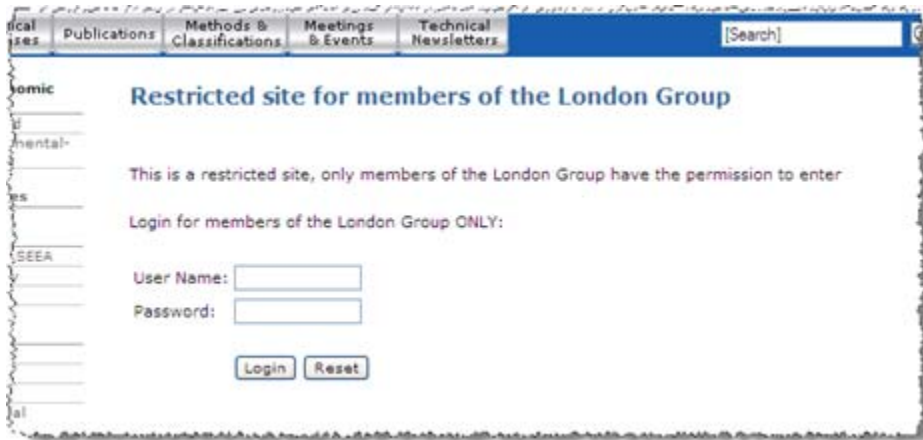 Publications
Methods & Classifications
Meetings & Events
Technical Newsletters
[Search]
Restricted site for members of the London Group
This is a restricted site, only members of the London Group have the permission to enter
Login for members of the London Group ONLY:
SEEA
User Name:
Password:
Login Reset